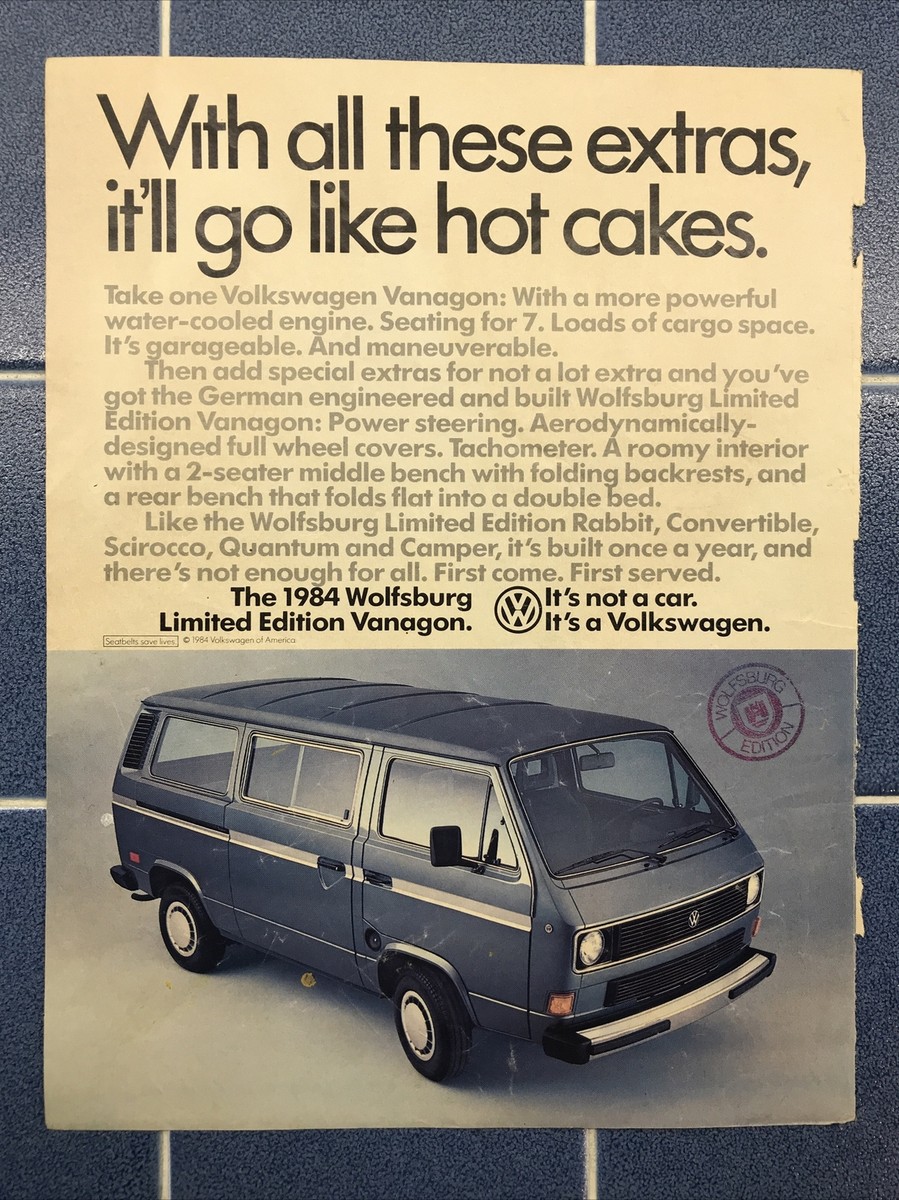 With all these extras,
it'll go like hot cakes.
Take one Volkswagen Vanagon: With a more powerful
water-cooled engine. Seating for 7. Loads of cargo space.
It's garageable. And maneuverable.
Then add special extras for not a lot extra and you've
got the German engineered and built Wolfsburg Limited
Edition Vanagon: Power steering. Aerodynamically-
designed full wheel covers. Tachometer. A roomy interior
with a 2-seater middle bench with folding backrests, and
a rear bench that folds flat into a double bed.
Like the Wolfsburg Limited Edition Rabbit, Convertible,
Scirocco, Quantum and Camper, it's built once a year, and
there's not enough for all. First come. First served.
The 1984 Wolfsburg
Limited Edition Vanagon.
It's not a car.
It's a Volkswagen.
Seatbelts save lives. © 1984 Volkswagen of America
WOLFSBURG
EDITION